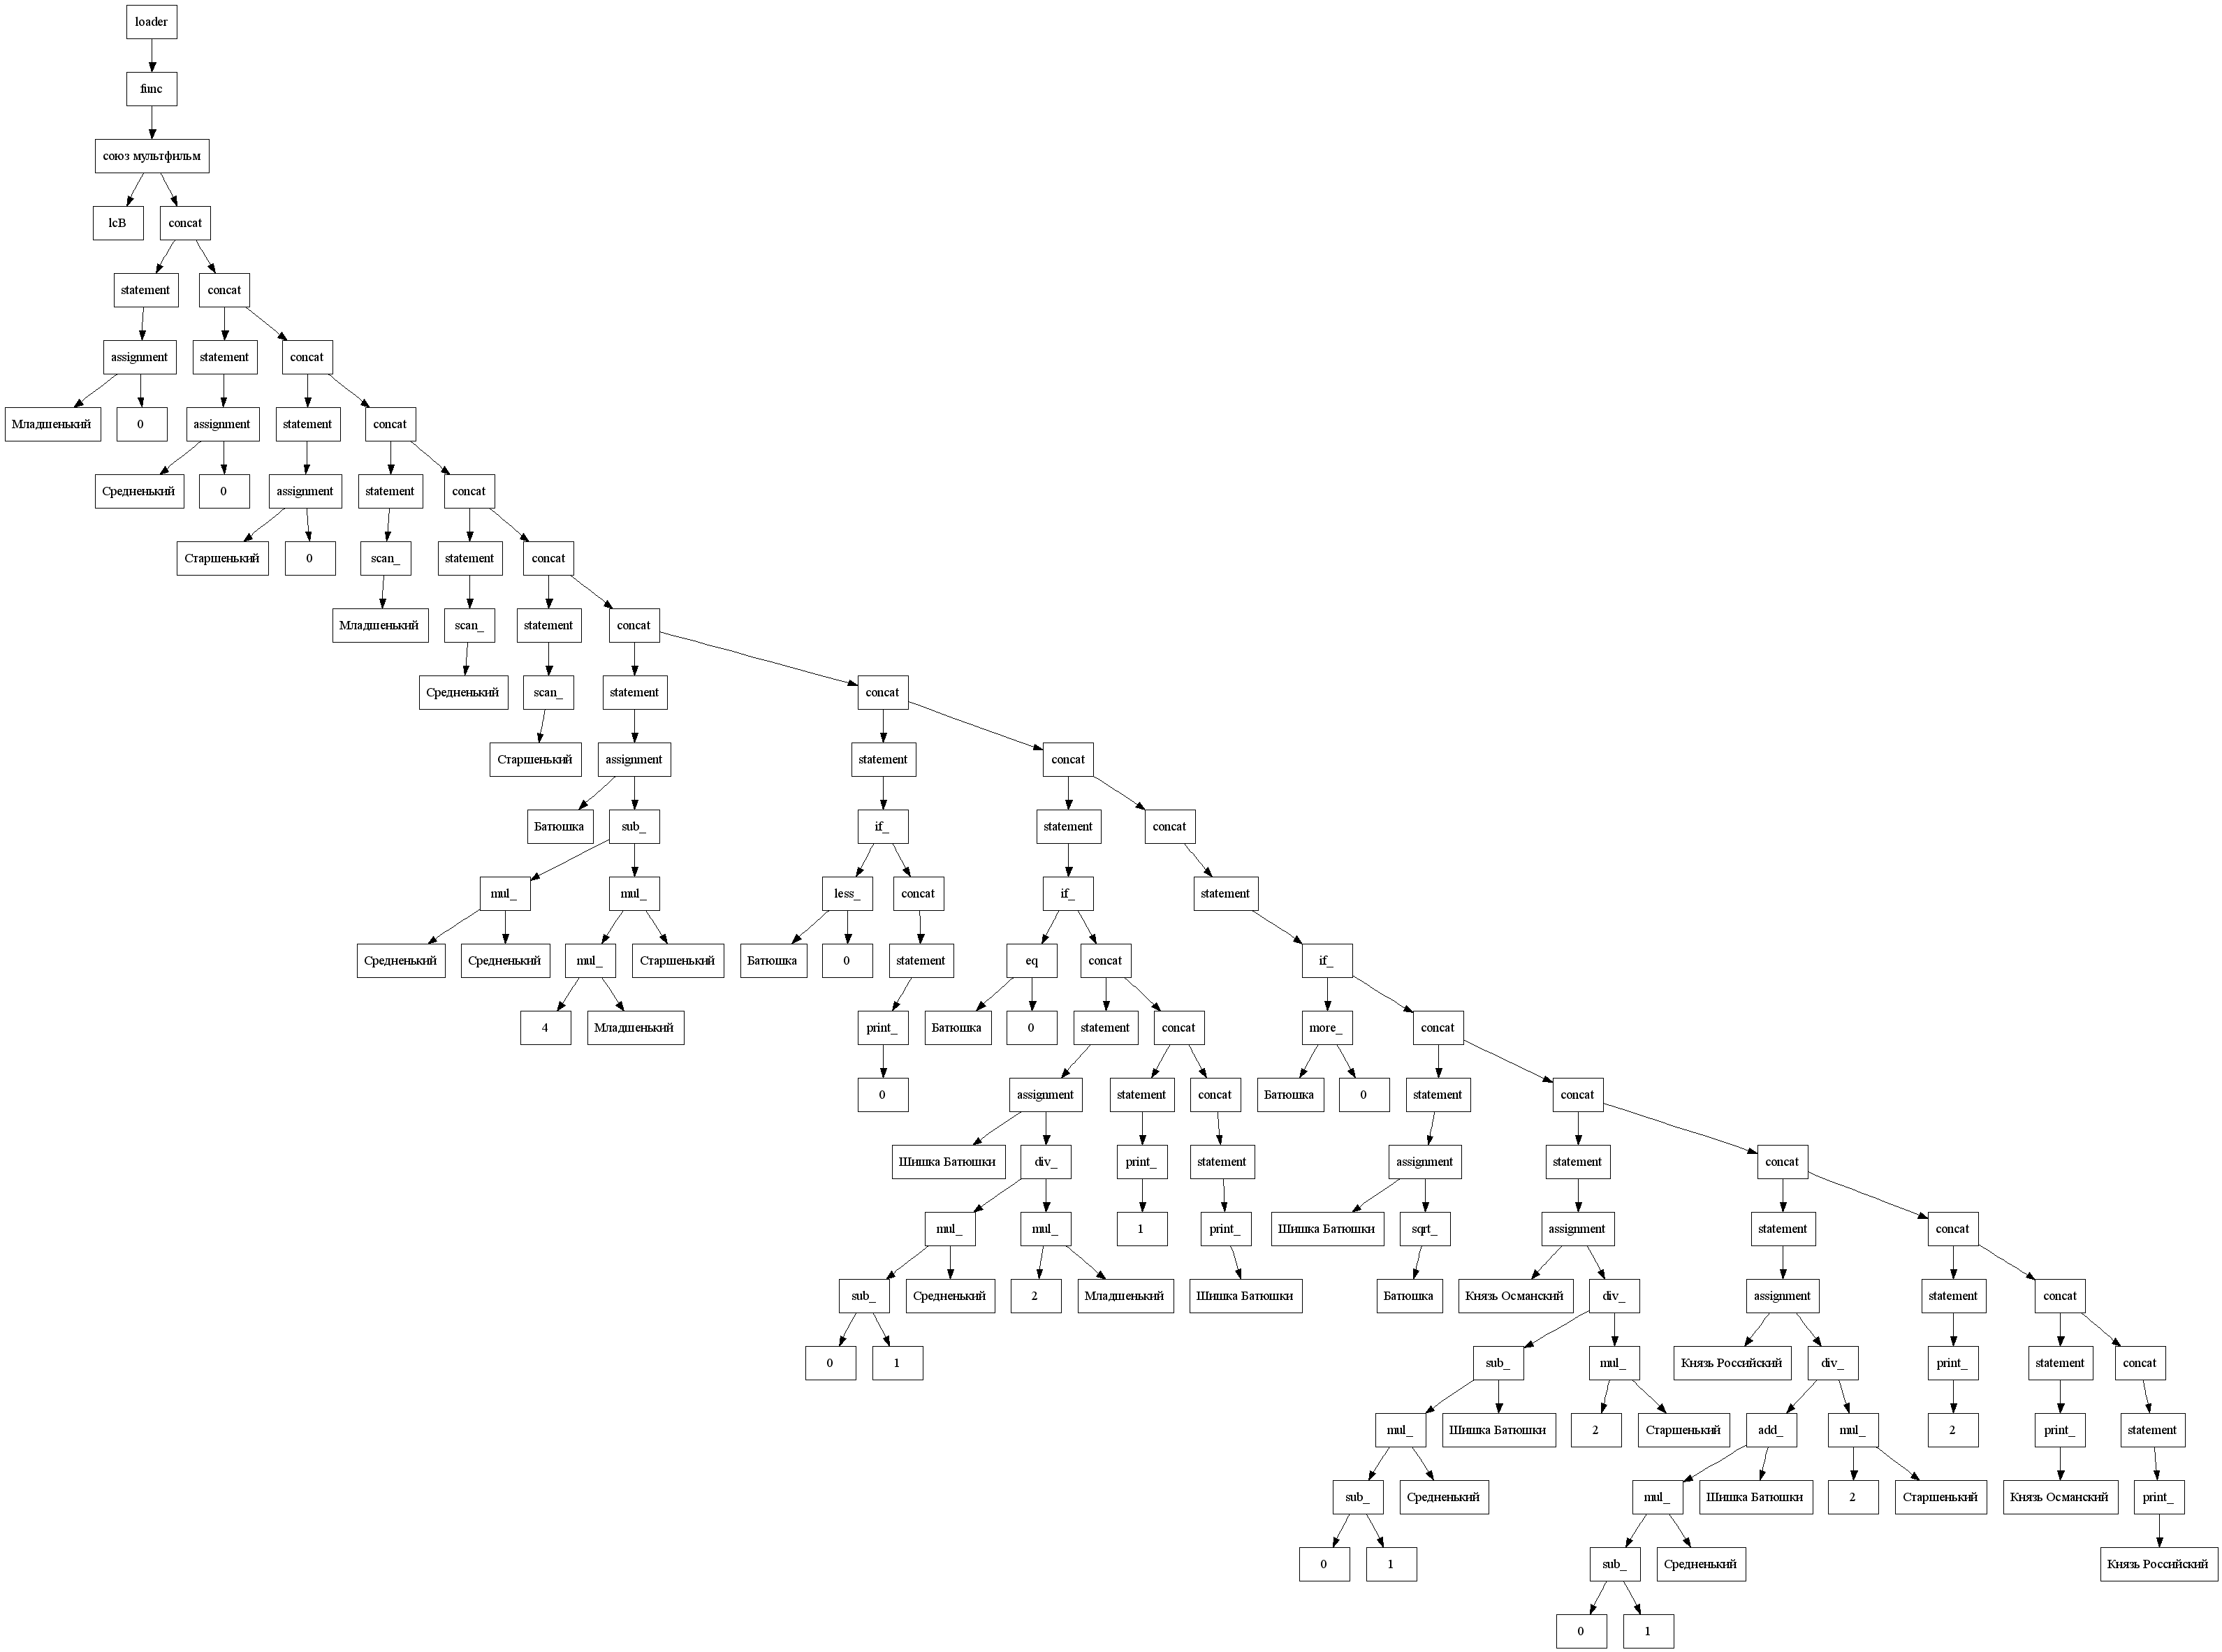 loader
func
союз мультфильм
lcB
concat
statement
concat
assignment
statement
concat
Младшенький
0
assignment
statement
concat
Средненький
0
assignment
statement
concat
Старшенький
0
scan_
statement
concat
Младшенький
scan_
statement
concat
Средненький
scan_
statement
concat
Старшенький
assignment
statement
concat
Батюшка
sub_
if_
statement
concat
mul_
mul_
less_
concat
if_
statement
Средненький
Средненький
mul_
Старшенький
Батюшка
0
statement
eq
concat
if_
4
Младшенький
print_
Батюшка
0
statement
concat
more_
concat
0
assignment
statement
concat
Батюшка
0
statement
concat
Шишка Батюшки
div_
print_
statement
assignment
statement
concat
mul_
mul_
1
print_
Шишка Батюшки
sqrt_
assignment
statement
concat
sub_
Средненький
2
Младшенький
Шишка Батюшки
Батюшка
Князь Османский
div_
assignment
statement
concat
0
1
sub_
mul_
Князь Российский
div_
print_
statement
concat
mul_
Шишка Батюшки
2
Старшенький
add_
mul_
2
print_
statement
sub_
Средненький
mul_
Шишка Батюшки
2
Старшенький
Князь Османский
print_
0
1
sub_
Средненький
Князь Российский
0
1